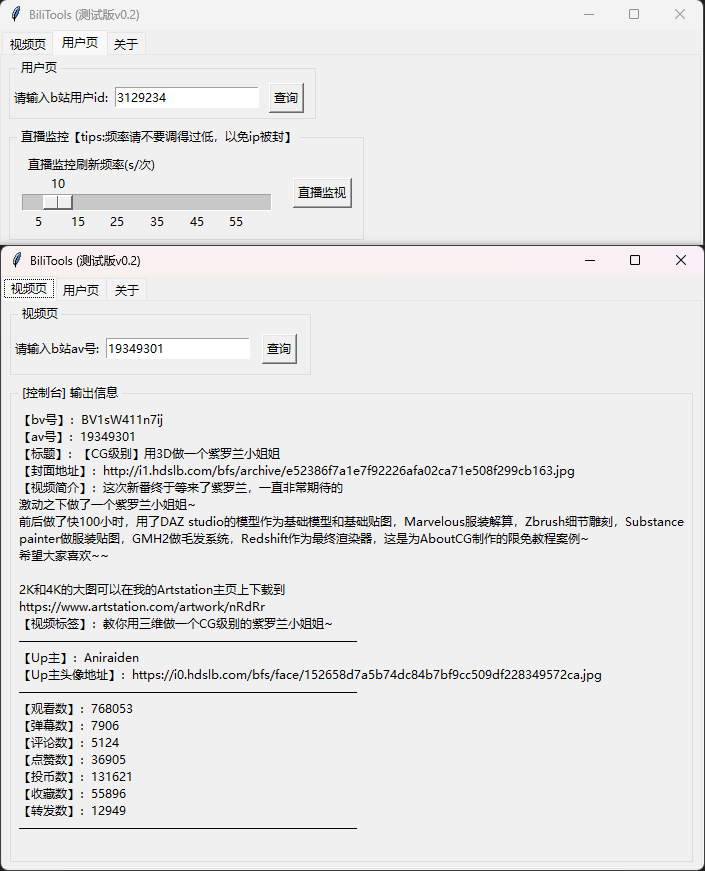 BiliTools (测试版v0.2)
视频页 用户页 关于
用户页
请输入b站用户id: 3129234 查询
直播监控【tips:频率请不要调得过低，以免ip被封】
直播监控刷新频率(s/次)
10
直播监视
5 15 25 35 45 55
BiliTools (测试版v0.2)
视频页 用户页 关于
视频页
请输入b站av号: 19349301 查询
[控制台] 输出信息
【bv号】：BV1sW411n7ij
【av号】：19349301
【标题】：【CG级别】用3D做一个紫罗兰小姐姐
【封面地址】：http://i1.hdslb.com/bfs/archive/e52386f7a1e7f92226afa02ca71e508f299cb163.jpg
【视频简介】：这次新番终于等来了紫罗兰，一直非常期待的
激动之下做了一个紫罗兰小姐姐~
前后做了快100小时，用了DAZ studio的模型作为基础模型和基础贴图，Marvelous服装解算，Zbrush细节雕刻，Substance
painter做服装贴图，GMH2做毛发系统，Redshift作为最终渲染器，这是为AboutCG制作的限免教程案例~
希望大家喜欢~~
2K和4K的大图可以在我的Artstation主页上下载到
https://www.artstation.com/artwork/nRdRr
【视频标签】：教你用三维做一个CG级别的紫罗兰小姐姐~
【Up主】：Aniraiden
【Up主头像地址】：https://i0.hdslb.com/bfs/face/152658d7a5b74dc84b7bf9cc509df228349572ca.jpg
【观看数】：768053
【弹幕数】：7906
【评论数】：5124
【点赞数】：36905
【投币数】：131621
【收藏数】：55896
【转发数】：12949